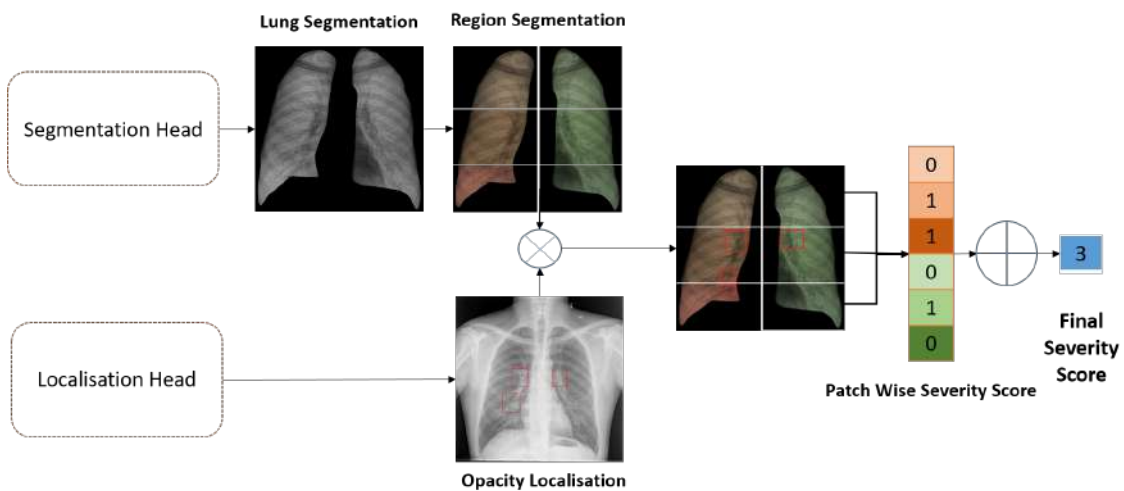 Lung Segmentation
Region Segmentation
Segmentation Head
Localisation Head
Opacity Localisation
0
1
1
0
1
0
Patch Wise Severity Score
3
Final
Severity
Score